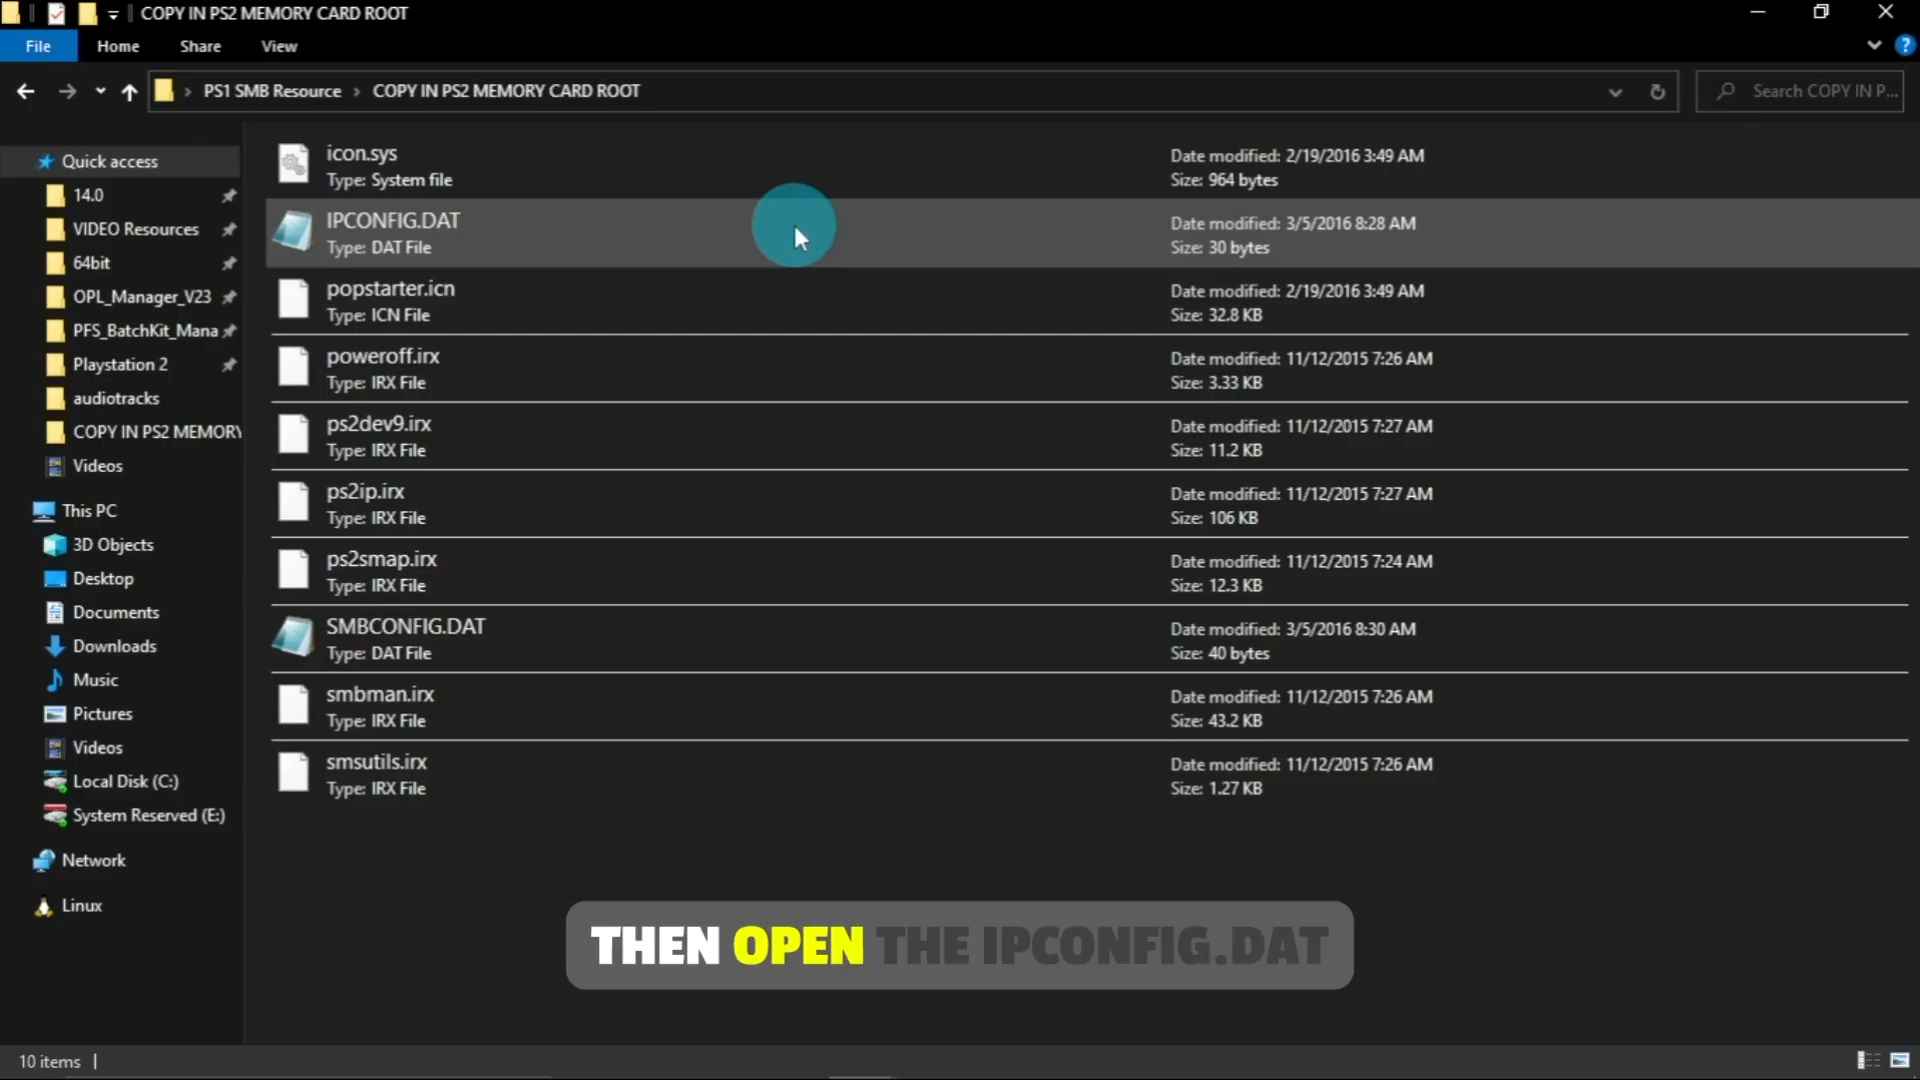 COPY IN PS2 MEMORY CARD ROOT
File Home Share View
PS1 SMB Resource COPY IN PS2 MEMORY CARD ROOT
Search COPY IN P...
Quick access
14.0
VIDEO Resources
64bit
OPL_Manager_V23
PFS_BatchKit_Mana
Playstation 2
audiotracks
COPY IN PS2 MEMORY
Videos
This PC
3D Objects
Desktop
Documents
Downloads
Music
Pictures
Videos
Local Disk (C:)
System Reserved (E:)
Network
Linux
icon.sys Date modified: 2/19/2016 3:49 AM
Type: System file Size: 964 bytes
IPCONFIG.DAT Date modified: 3/5/2016 8:28 AM
Type: DAT File Size: 30 bytes
popstarter.icn Date modified: 2/19/2016 3:49 AM
Type: ICN File Size: 32.8 KB
poweroff.irx Date modified: 11/12/2015 7:26 AM
Type: IRX File Size: 3.33 KB
ps2dev9.irx Date modified: 11/12/2015 7:27 AM
Type: IRX File Size: 11.2 KB
ps2ip.irx Date modified: 11/12/2015 7:27 AM
Type: IRX File Size: 106 KB
ps2smap.irx Date modified: 11/12/2015 7:24 AM
Type: IRX File Size: 12.3 KB
SMBCONFIG.DAT Date modified: 3/5/2016 8:30 AM
Type: DAT File Size: 40 bytes
smbman.irx Date modified: 11/12/2015 7:26 AM
Type: IRX File Size: 43.2 KB
smsutils.irx Date modified: 11/12/2015 7:26 AM
Type: IRX File Size: 1.27 KB
THEN OPEN THE IPCONFIG.DAT
10 items